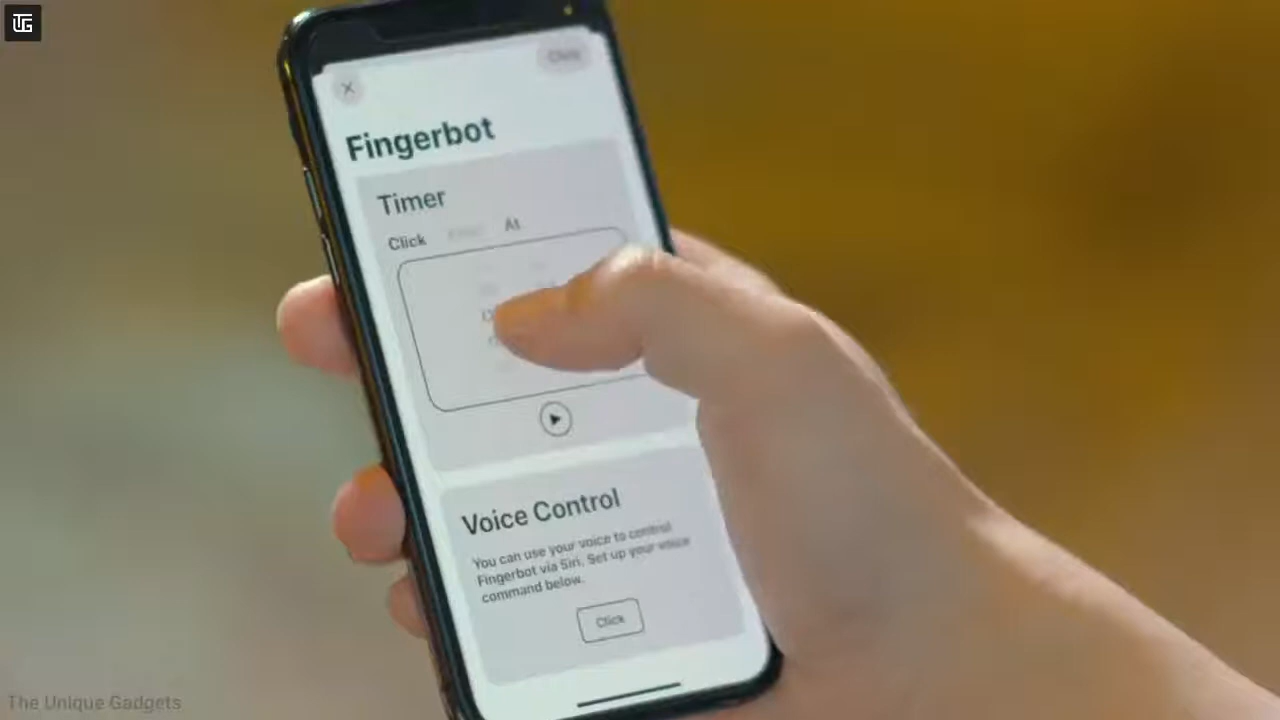 TG
Fingerbot
Timer
Click At
Voice Control
You can use your voice to control
Fingerbot via Siri. Set up your voice
command below.
Click
The Unique Gadgets